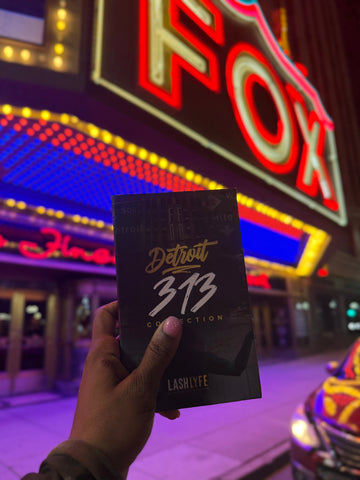 FOX
Detroit
313
COLLECTION
LASHLYFE